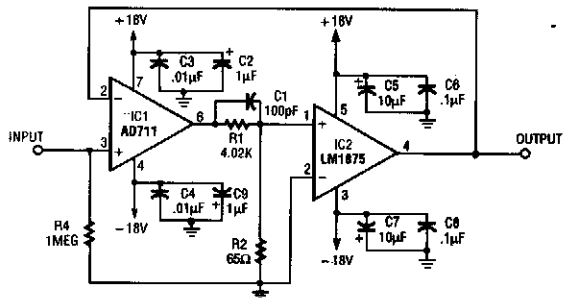 +18V
+18V
C3
.01µF
+
C2
1µF
7
2
−
IC1
AD711
6
C1
100pF
R1
4.02K
INPUT
3
+
4
C4
.01µF
+
C9
1µF
−18V
R4
1MEG
R2
65Ω
+
C5
10µF
C6
.1µF
5
1
+
IC2
LM1875
4
OUTPUT
2
−
3
+
C7
10µF
C8
.1µF
−18V